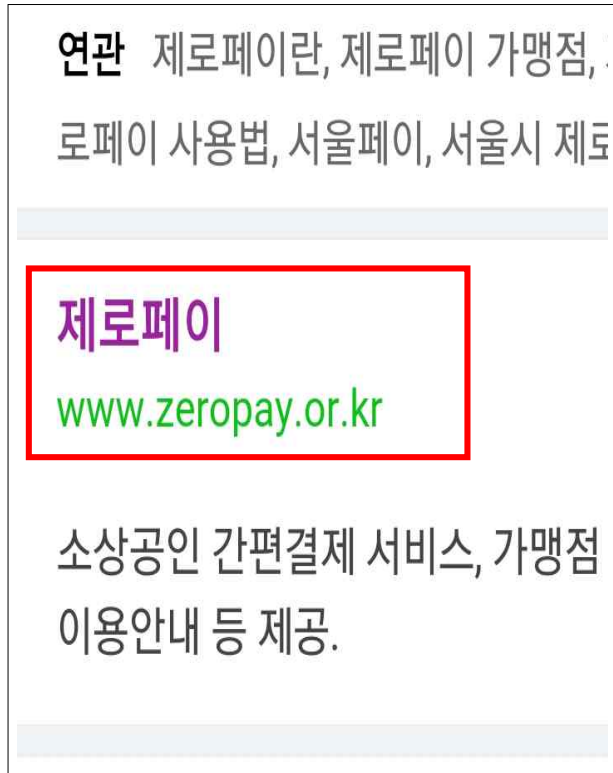 연관 제로페이란, 제로페이 가맹점,
로페이 사용법, 서울페이, 서울시 제로
제로페이
www.zeropay.or.kr
소상공인 간편결제 서비스, 가맹점
이용안내 등 제공.